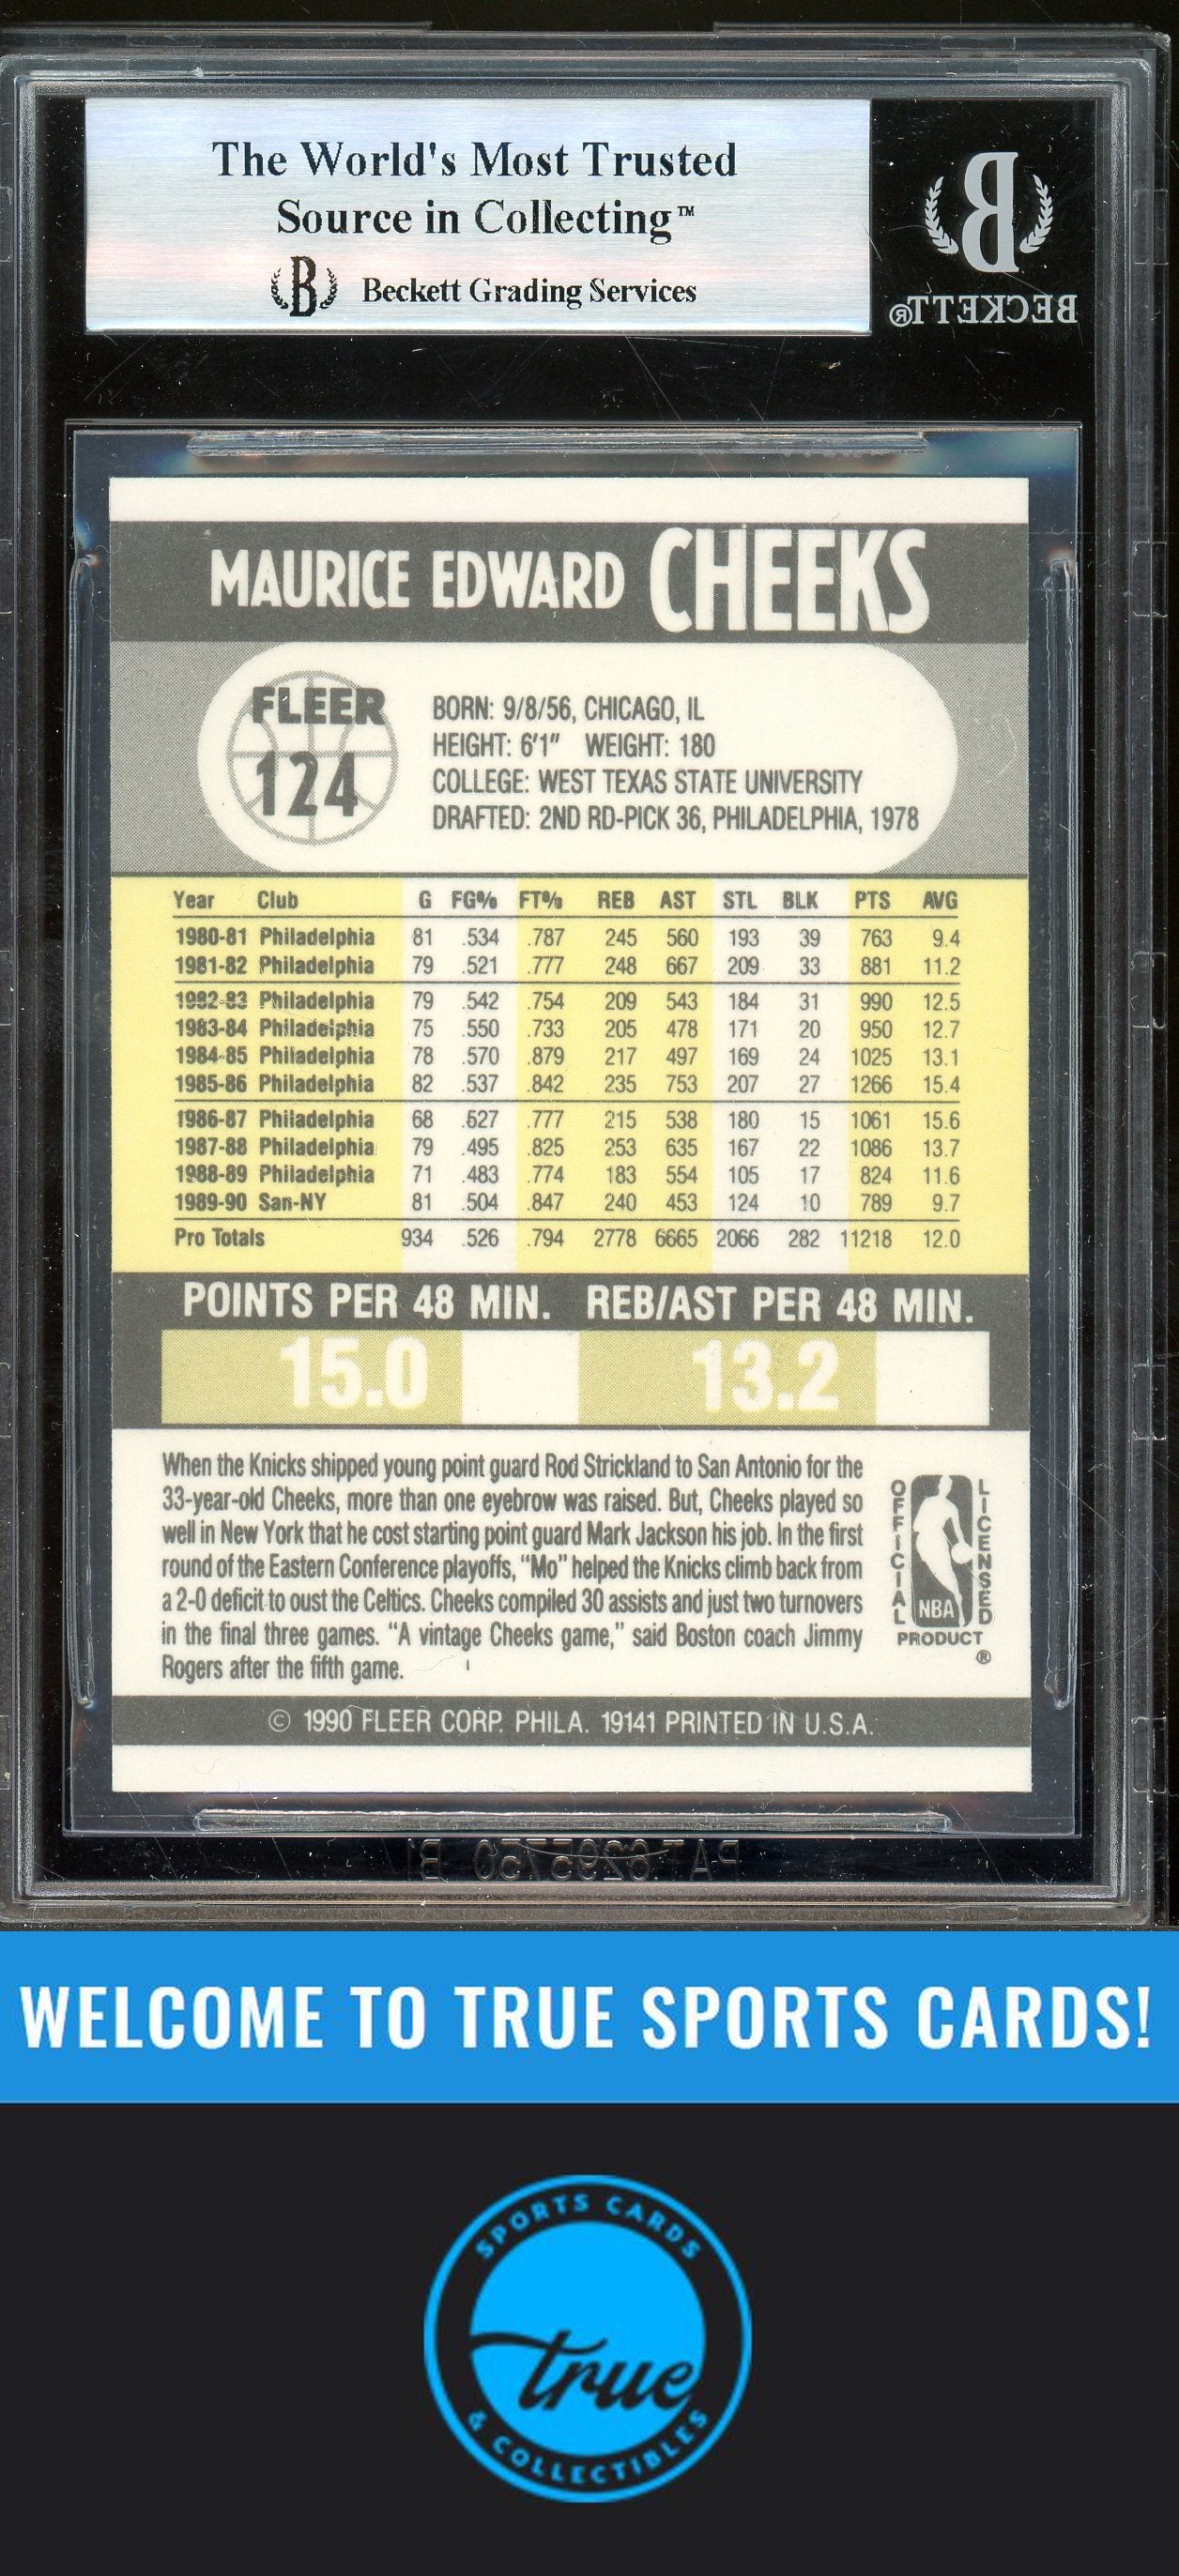 The World's Most Trusted
Source in Collecting™
B Beckett Grading Services
B
BECKETT®
MAURICE EDWARD CHEEKS
FLEER
124
BORN: 9/8/56, CHICAGO, IL
HEIGHT: 6'1" WEIGHT: 180
COLLEGE: WEST TEXAS STATE UNIVERSITY
DRAFTED: 2ND RD-PICK 36, PHILADELPHIA, 1978
Year Club G FG% FT% REB AST STL BLK PTS AVG
1980-81 Philadelphia 81 .534 .787 245 560 193 39 763 9.4
1981-82 Philadelphia 79 .521 .777 248 667 209 33 881 11.2
1982-83 Philadelphia 79 .542 .754 209 543 184 31 990 12.5
1983-84 Philadelphia 75 .550 .733 205 478 171 20 950 12.7
1984-85 Philadelphia 78 .570 .879 217 497 169 24 1025 13.1
1985-86 Philadelphia 82 .537 .842 235 753 207 27 1266 15.4
1986-87 Philadelphia 68 .527 .777 215 538 180 15 1061 15.6
1987-88 Philadelphia 79 .495 .825 253 635 167 22 1086 13.7
1988-89 Philadelphia 71 .483 .774 183 554 105 17 824 11.6
1989-90 San-NY 81 .504 .847 240 453 124 10 789 9.7
Pro Totals 934 .526 .794 2778 6665 2066 282 11218 12.0
POINTS PER 48 MIN. REB/AST PER 48 MIN.
15.0 13.2
When the Knicks shipped young point guard Rod Strickland to San Antonio for the
33-year-old Cheeks, more than one eyebrow was raised. But, Cheeks played so
well in New York that he cost starting point guard Mark Jackson his job. In the first
round of the Eastern Conference playoffs, "Mo" helped the Knicks climb back from
a 2-0 deficit to oust the Celtics. Cheeks compiled 30 assists and just two turnovers
in the final three games. "A vintage Cheeks game," said Boston coach Jimmy
Rogers after the fifth game.
OFFICIAL LICENSED
NBA
PRODUCT
®
© 1990 FLEER CORP. PHILA. 19141 PRINTED IN U.S.A.
PAT 6295750 B1
WELCOME TO TRUE SPORTS CARDS!
SPORTS CARDS
true
& COLLECTIBLES